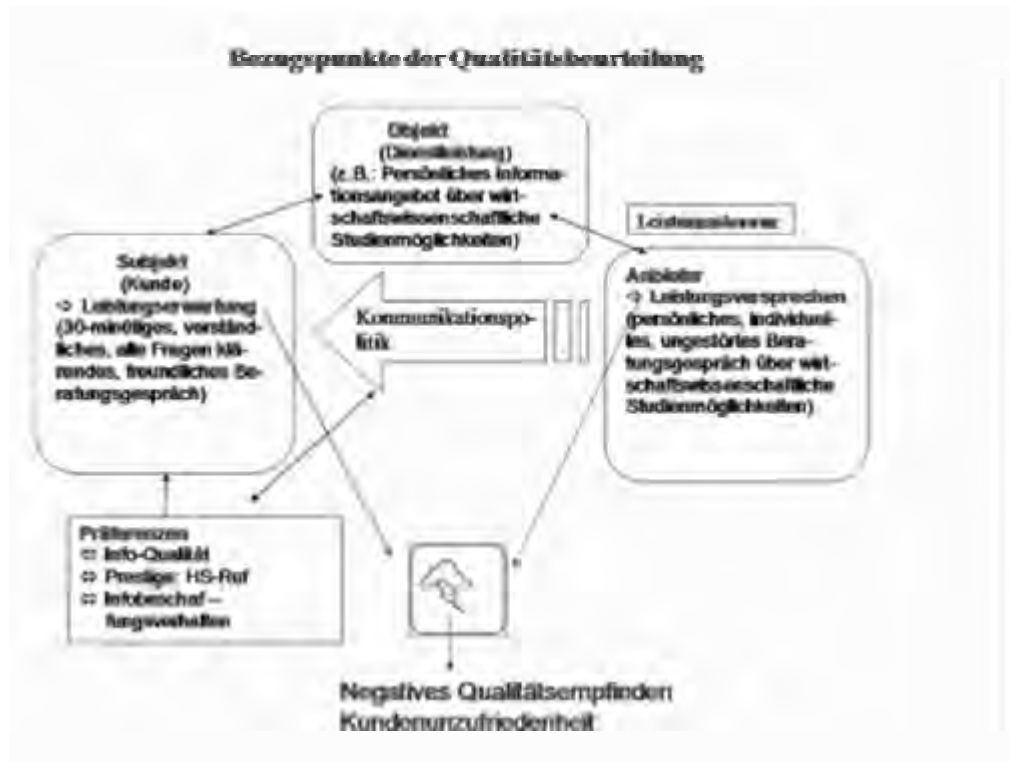 Bezugspunkte der Qualitätsbeurteilung
Objekt
(Dienstleistung)
(z. B.: Persönliches Informa-
tionsangebot über wirt-
schaftswissenschaftliche
Studienmöglichkeiten)
Subjekt
(Kunde)
⇨ Leistungserwartung
(30-minütiges, verständ-
liches, alle Fragen klä-
rendes, freundliches Be-
ratungsgespräch)
Kommunikationspo-
litik
Anbieter
⇨ Leistungsversprechen
(persönliches, individuel-
les, ungestörtes Bera-
tungsgespräch über wirt-
schaftswissenschaftliche
Studienmöglichkeiten)
Präferenzen
⇨ Info-Qualität
⇨ Prestige: HS-Ruf
⇨ Infobeschaf –
fungsverhalten
Negatives Qualitätsempfinden
Kundenunzufriedenheit